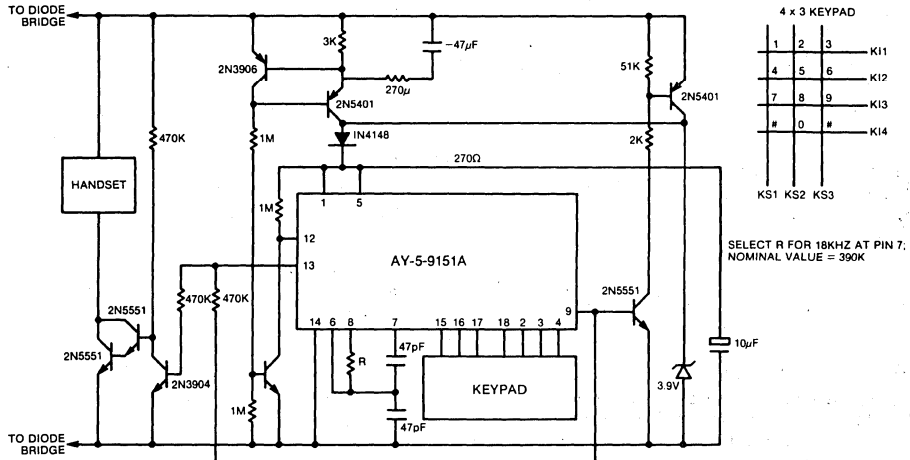 TO DIODE
BRIDGE
3K
−47μF
2N3906
270μ
2N5401
IN4148
270Ω
470K
1M
HANDSET
1M
51K
2N5401
2K
4 x 3 KEYPAD
1 2 3 KI1
4 5 6 KI2
7 8 9 KI3
# 0 # KI4
KS1 KS2 KS3
SELECT R FOR 18KHZ AT PIN 7;
NOMINAL VALUE = 390K
1 5
12
13
AY-5-9151A
9
14 6 8 7 15 16 17 18 2 3 4
470K
470K
2N5551
2N5551
2N3904
1M
R
47pF
47pF
KEYPAD
2N5551
3.9V
10μF
TO DIODE
BRIDGE